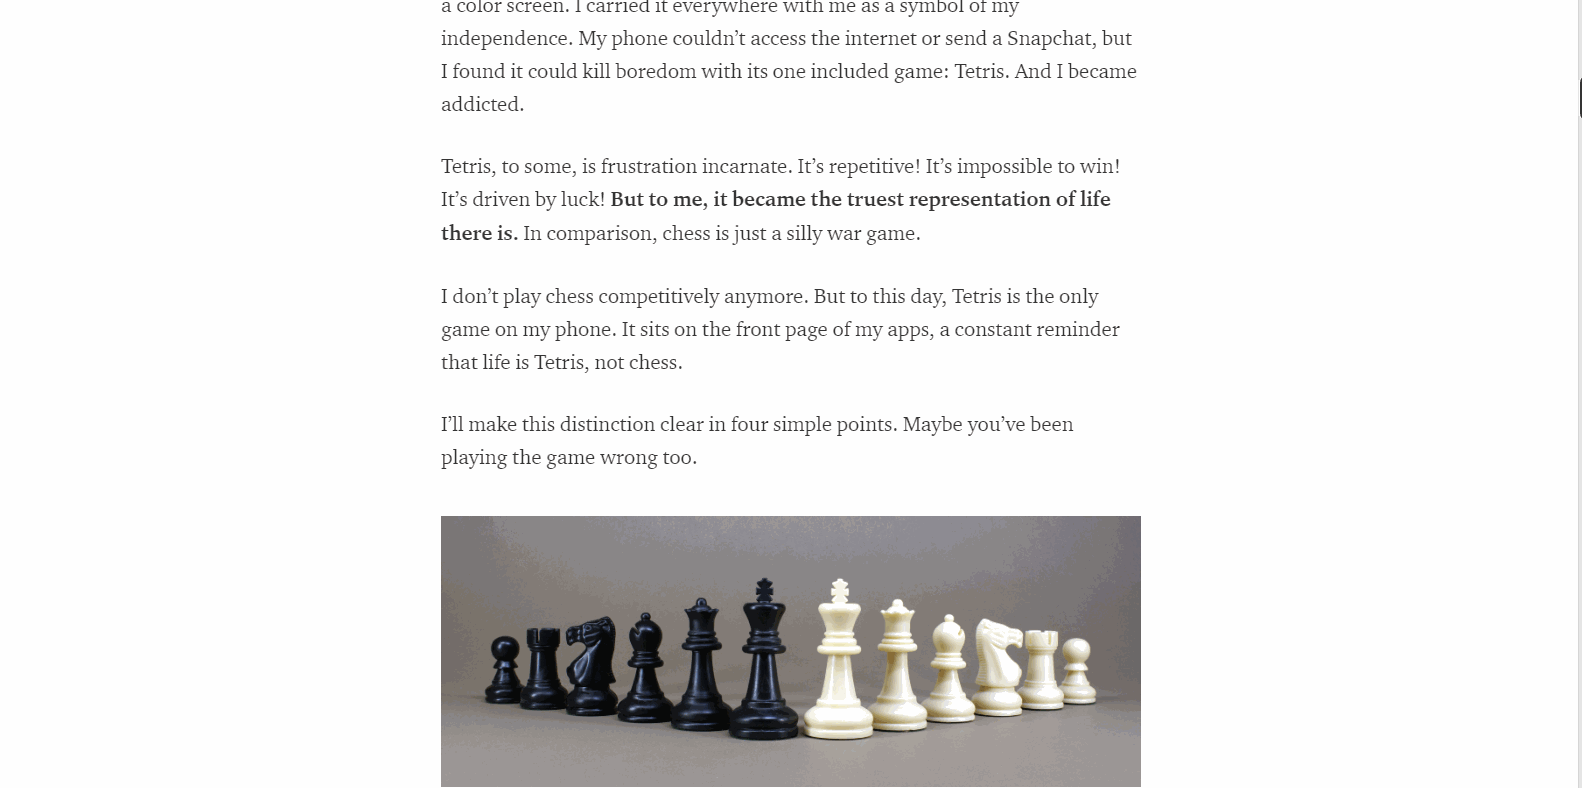 a color screen. I carried it everywhere with me as a symbol of my
independence. My phone couldn’t access the internet or send a Snapchat, but
I found it could kill boredom with its one included game: Tetris. And I became
addicted.
Tetris, to some, is frustration incarnate. It’s repetitive! It’s impossible to win!
It’s driven by luck! But to me, it became the truest representation of life
there is. In comparison, chess is just a silly war game.
I don’t play chess competitively anymore. But to this day, Tetris is the only
game on my phone. It sits on the front page of my apps, a constant reminder
that life is Tetris, not chess.
I’ll make this distinction clear in four simple points. Maybe you’ve been
playing the game wrong too.